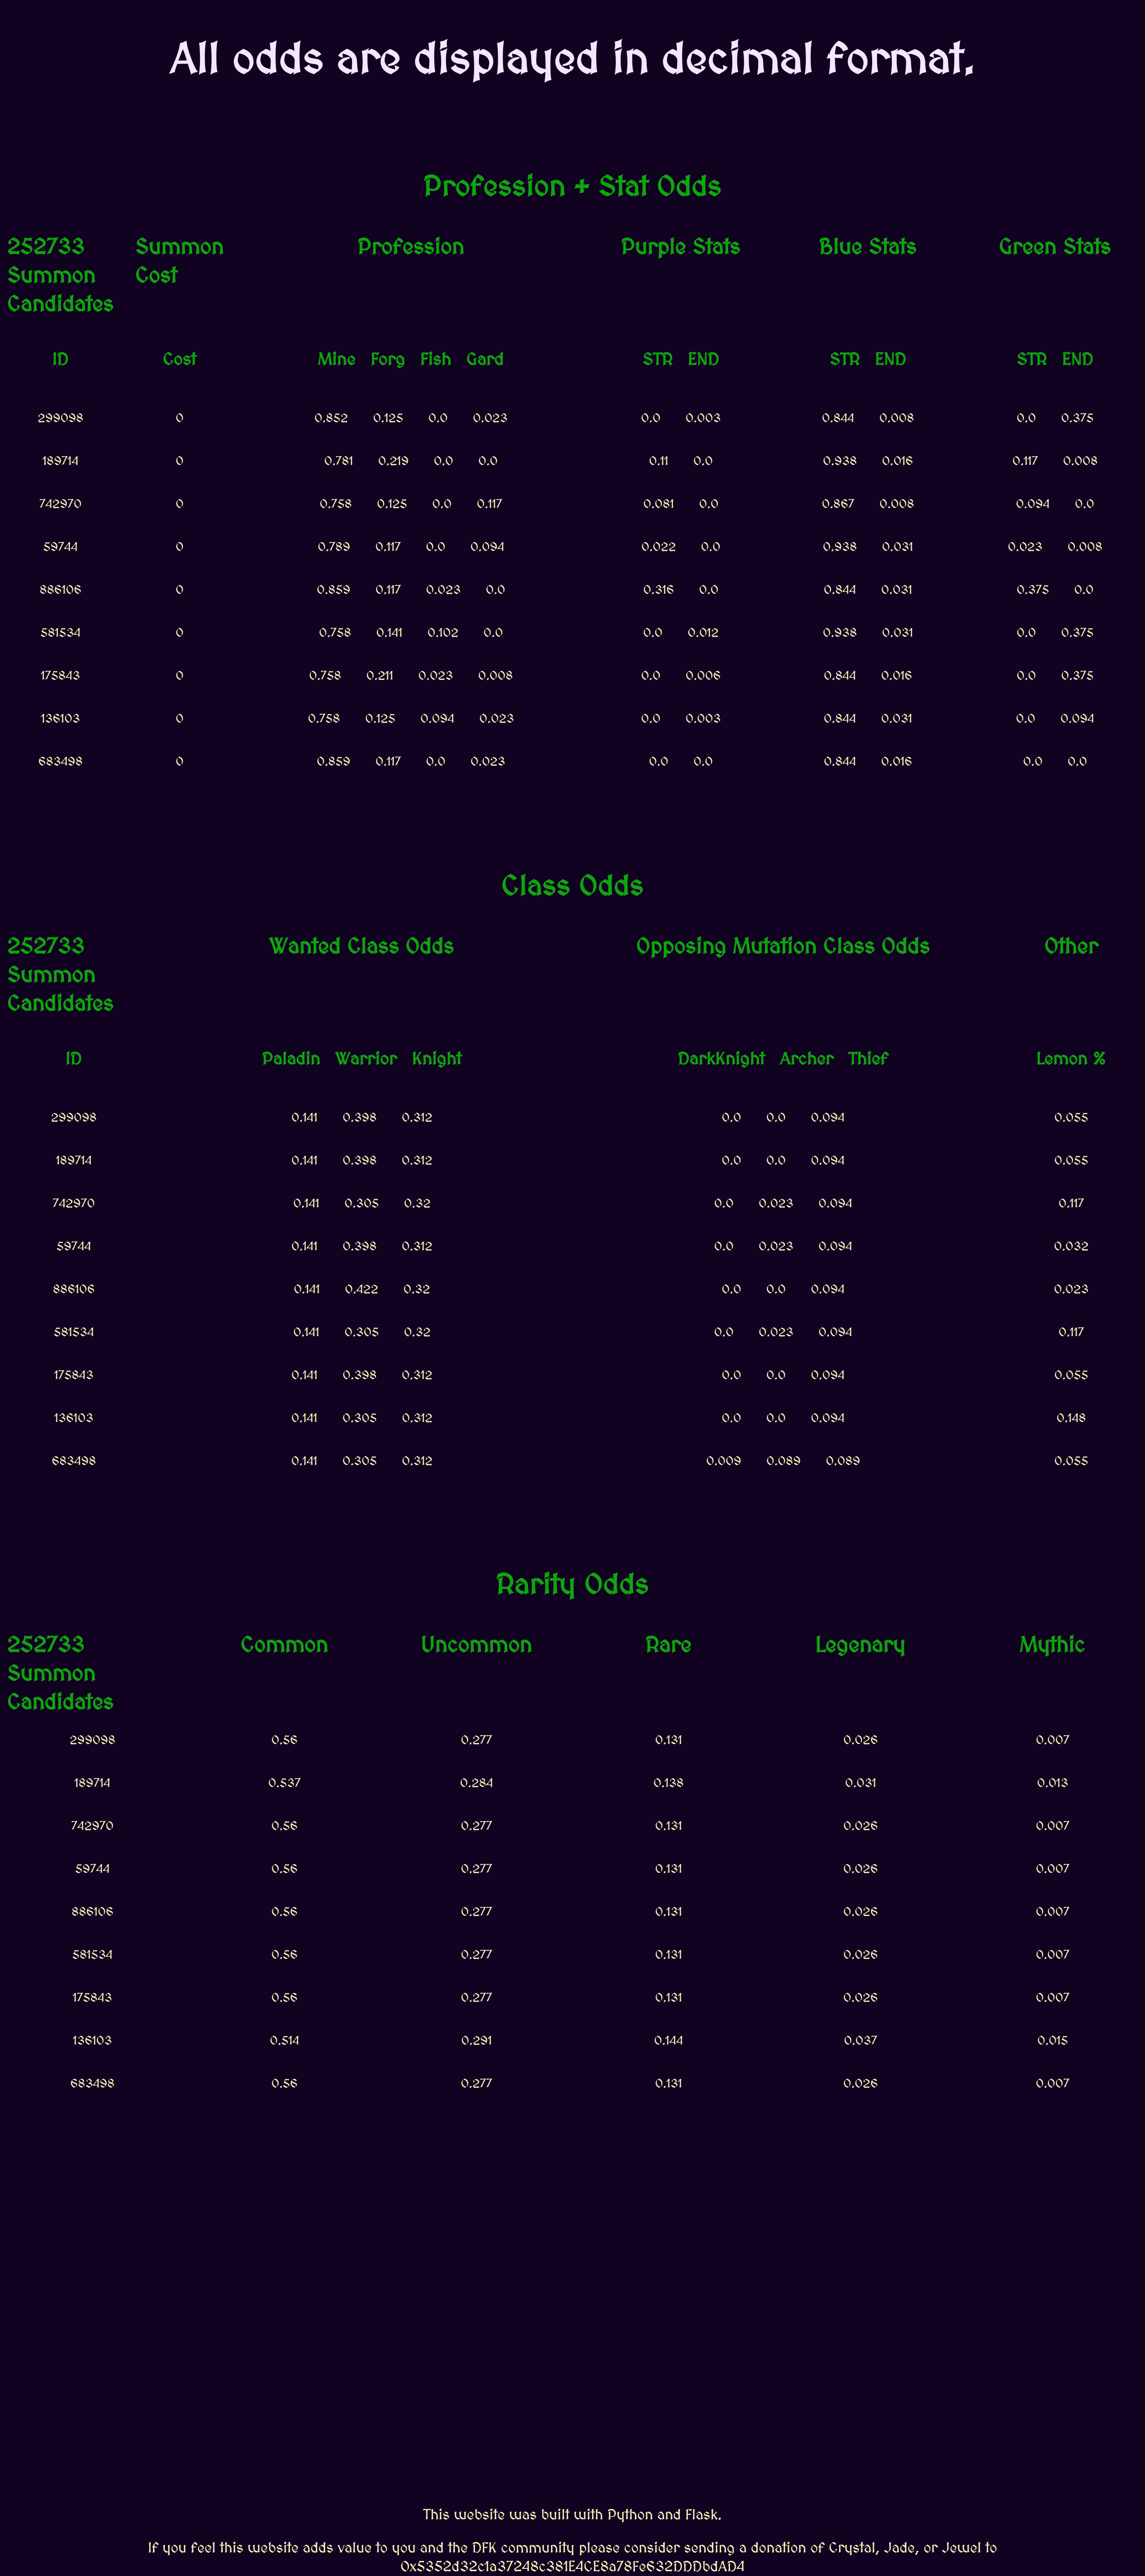 All odds are displayed in decimal format.
Profession + Stat Odds
252733 Summon Candidates Summon Cost Profession Purple Stats Blue Stats Green Stats
ID Cost Mine Forg Fish Gard STR END STR END STR END
299098 0 0.852 0.125 0.0 0.023 0.0 0.003 0.844 0.008 0.0 0.375
189714 0 0.781 0.219 0.0 0.0 0.11 0.0 0.938 0.016 0.117 0.008
742970 0 0.758 0.125 0.0 0.117 0.081 0.0 0.867 0.008 0.094 0.0
59744 0 0.789 0.117 0.0 0.094 0.022 0.0 0.938 0.031 0.023 0.008
886106 0 0.859 0.117 0.023 0.0 0.316 0.0 0.844 0.031 0.375 0.0
581534 0 0.758 0.141 0.102 0.0 0.0 0.012 0.938 0.031 0.0 0.375
175843 0 0.758 0.211 0.023 0.008 0.0 0.006 0.844 0.016 0.0 0.375
136103 0 0.758 0.125 0.094 0.023 0.0 0.003 0.844 0.031 0.0 0.094
683498 0 0.859 0.117 0.0 0.023 0.0 0.0 0.844 0.016 0.0 0.0
Class Odds
252733 Summon Candidates Wanted Class Odds Opposing Mutation Class Odds Other
ID Paladin Warrior Knight DarkKnight Archer Thief Lemon %
299098 0.141 0.398 0.312 0.0 0.0 0.094 0.055
189714 0.141 0.398 0.312 0.0 0.0 0.094 0.055
742970 0.141 0.305 0.32 0.0 0.023 0.094 0.117
59744 0.141 0.398 0.312 0.0 0.023 0.094 0.032
886106 0.141 0.422 0.32 0.0 0.0 0.094 0.023
581534 0.141 0.305 0.32 0.0 0.023 0.094 0.117
175843 0.141 0.398 0.312 0.0 0.0 0.094 0.055
136103 0.141 0.305 0.312 0.0 0.0 0.094 0.148
683498 0.141 0.305 0.312 0.009 0.089 0.089 0.055
Rarity Odds
252733 Summon Candidates Common Uncommon Rare Legenary Mythic
299098 0.56 0.277 0.131 0.026 0.007
189714 0.537 0.284 0.138 0.031 0.013
742970 0.56 0.277 0.131 0.026 0.007
59744 0.56 0.277 0.131 0.026 0.007
886106 0.56 0.277 0.131 0.026 0.007
581534 0.56 0.277 0.131 0.026 0.007
175843 0.56 0.277 0.131 0.026 0.007
136103 0.514 0.291 0.144 0.037 0.015
683498 0.56 0.277 0.131 0.026 0.007
This website was built with Python and Flask.
If you feel this website adds value to you and the DFK community please consider sending a donation of Crystal, Jade, or Jewel to
0x5352d32c1a37248c381E4CE8a78Fe632DDDbdAD4